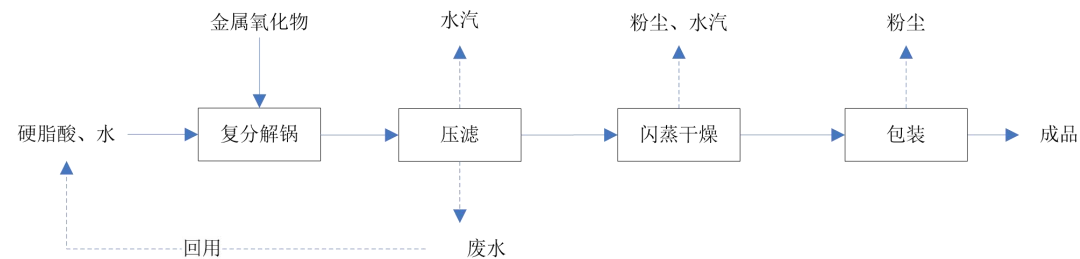 金属氧化物
水汽
粉尘、水汽
粉尘
硬脂酸、水
复分解锅
压滤
闪蒸干燥
包装
成品
回用
废水